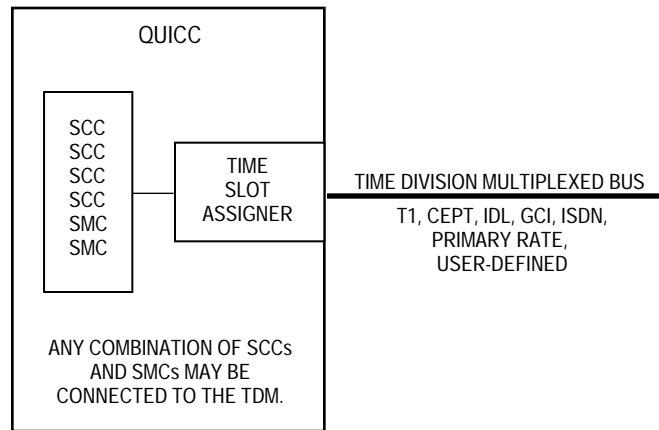 QUICC
SCC
SCC
SCC
SCC
SMC
SMC
TIME
SLOT
ASSIGNER
TIME DIVISION MULTIPLEXED BUS
T1, CEPT, IDL, GCI, ISDN,
PRIMARY RATE,
USER-DEFINED
ANY COMBINATION OF SCCs
AND SMCs MAY BE
CONNECTED TO THE TDM.